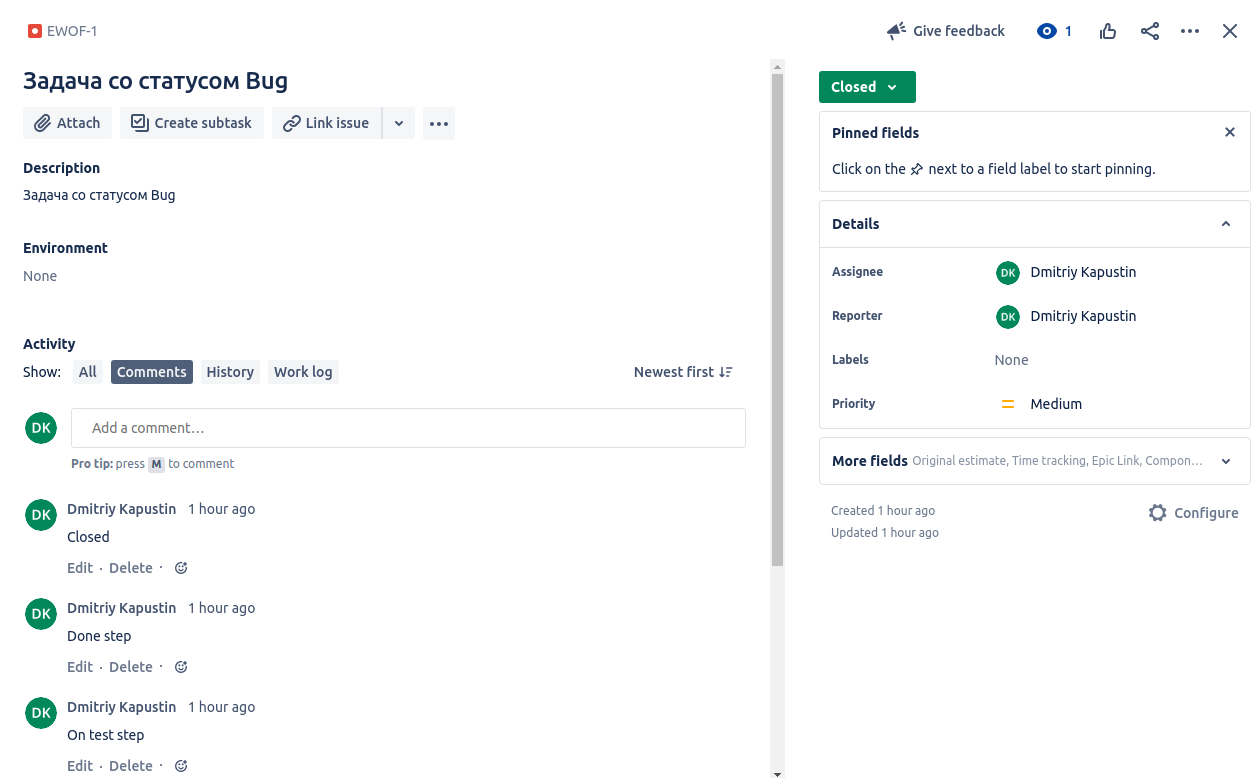 EWOF-1
Give feedback
1
Задача со статусом Bug
Attach
Create subtask
Link issue
Description
Задача со статусом Bug
Environment
None
Activity
Show:
All
Comments
History
Work log
Newest first
DK
Add a comment…
Pro tip: press M to comment
DK
Dmitriy Kapustin 1 hour ago
Closed
Edit · Delete ·
DK
Dmitriy Kapustin 1 hour ago
Done step
Edit · Delete ·
DK
Dmitriy Kapustin 1 hour ago
On test step
Edit · Delete ·
Closed
Pinned fields
Click on the next to a field label to start pinning.
Details
Assignee
DK Dmitriy Kapustin
Reporter
DK Dmitriy Kapustin
Labels
None
Priority
Medium
More fields Original estimate, Time tracking, Epic Link, Compon…
Created 1 hour ago
Updated 1 hour ago
Configure